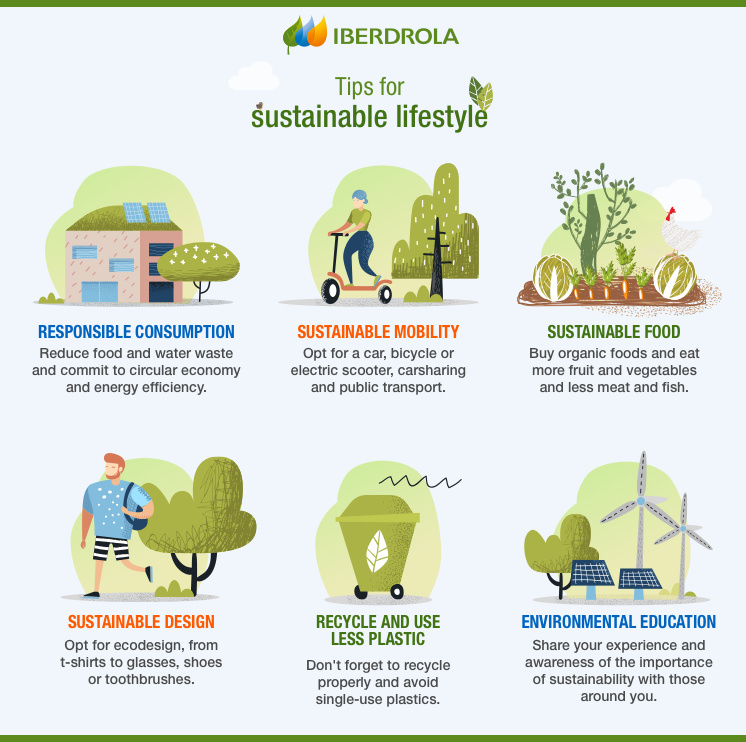 IBERDROLA
Tips for
sustainable lifestyle
RESPONSIBLE CONSUMPTION
Reduce food and water waste
and commit to circular economy
and energy efficiency.
SUSTAINABLE MOBILITY
Opt for a car, bicycle or
electric scooter, carsharing
and public transport.
SUSTAINABLE FOOD
Buy organic foods and eat
more fruit and vegetables
and less meat and fish.
SUSTAINABLE DESIGN
Opt for ecodesign, from
t-shirts to glasses, shoes
or toothbrushes.
RECYCLE AND USE
LESS PLASTIC
Don't forget to recycle
properly and avoid
single-use plastics.
ENVIRONMENTAL EDUCATION
Share your experience and
awareness of the importance
of sustainability with those
around you.